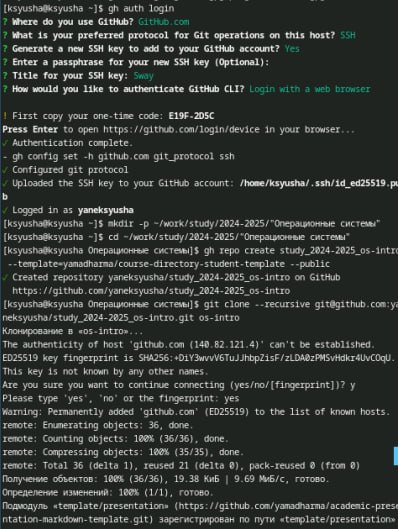 [ksyusha@ksyusha ~]$ gh auth login
? Where do you use GitHub? GitHub.com
? What is your preferred protocol for Git operations on this host? SSH
? Generate a new SSH key to add to your GitHub account? Yes
? Enter a passphrase for your new SSH key (Optional):
? Title for your SSH key: Sway
? How would you like to authenticate GitHub CLI? Login with a web browser
! First copy your one-time code: E19F-2D5C
Press Enter to open https://github.com/login/device in your browser...
✓ Authentication complete.
- gh config set -h github.com git_protocol ssh
✓ Configured git protocol
✓ Uploaded the SSH key to your GitHub account: /home/ksyusha/.ssh/id_ed25519.pu
b
✓ Logged in as yaneksyusha
[ksyusha@ksyusha ~]$ mkdir -p ~/work/study/2024-2025/"Операционные системы"
[ksyusha@ksyusha ~]$ cd ~/work/study/2024-2025/"Операционные системы"
[ksyusha@ksyusha Операционные системы]$ gh repo create study_2024-2025_os-intro
--template=yamadharma/course-directory-student-template --public
✓ Created repository yaneksyusha/study_2024-2025_os-intro on GitHub
https://github.com/yaneksyusha/study_2024-2025_os-intro
[ksyusha@ksyusha Операционные системы]$ git clone --recursive git@github.com:ya
neksyusha/study_2024-2025_os-intro.git os-intro
Клонирование в «os-intro»...
The authenticity of host 'github.com (140.82.121.4)' can't be established.
ED25519 key fingerprint is SHA256:+DiY3wvvV6TuJJhbpZisF/zLDA0zPMSvHdkr4UvCOqU.
This key is not known by any other names.
Are you sure you want to continue connecting (yes/no/[fingerprint])? y
Please type 'yes', 'no' or the fingerprint: yes
Warning: Permanently added 'github.com' (ED25519) to the list of known hosts.
remote: Enumerating objects: 36, done.
remote: Counting objects: 100% (36/36), done.
remote: Compressing objects: 100% (35/35), done.
remote: Total 36 (delta 1), reused 21 (delta 0), pack-reused 0 (from 0)
Получение объектов: 100% (36/36), 19.38 КиБ | 9.69 МиБ/с, готово.
Определение изменений: 100% (1/1), готово.
Подмодуль «template/presentation» (https://github.com/yamadharma/academic-prese
ntation-markdown-template.git) зарегистрирован по пути «template/presentation»